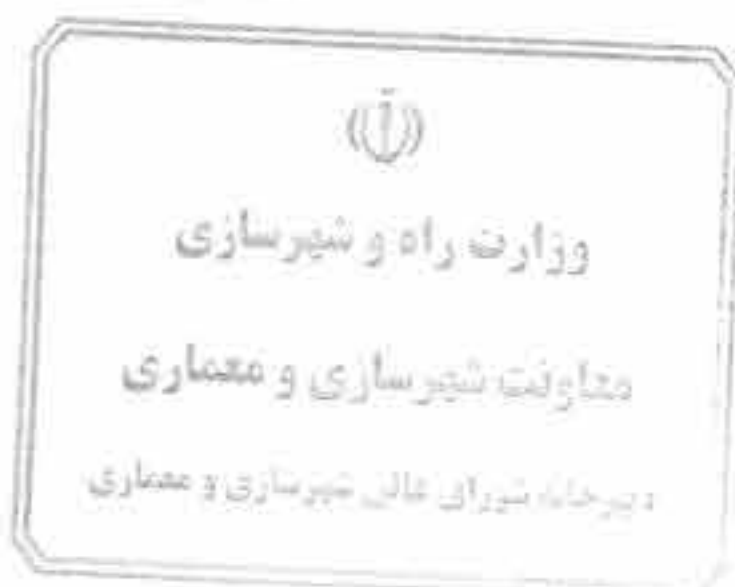 وزارت راه و شهرسازی
معاونت شهرسازی و معماری
دبیرخانه شورای عالی شهرسازی و معماری